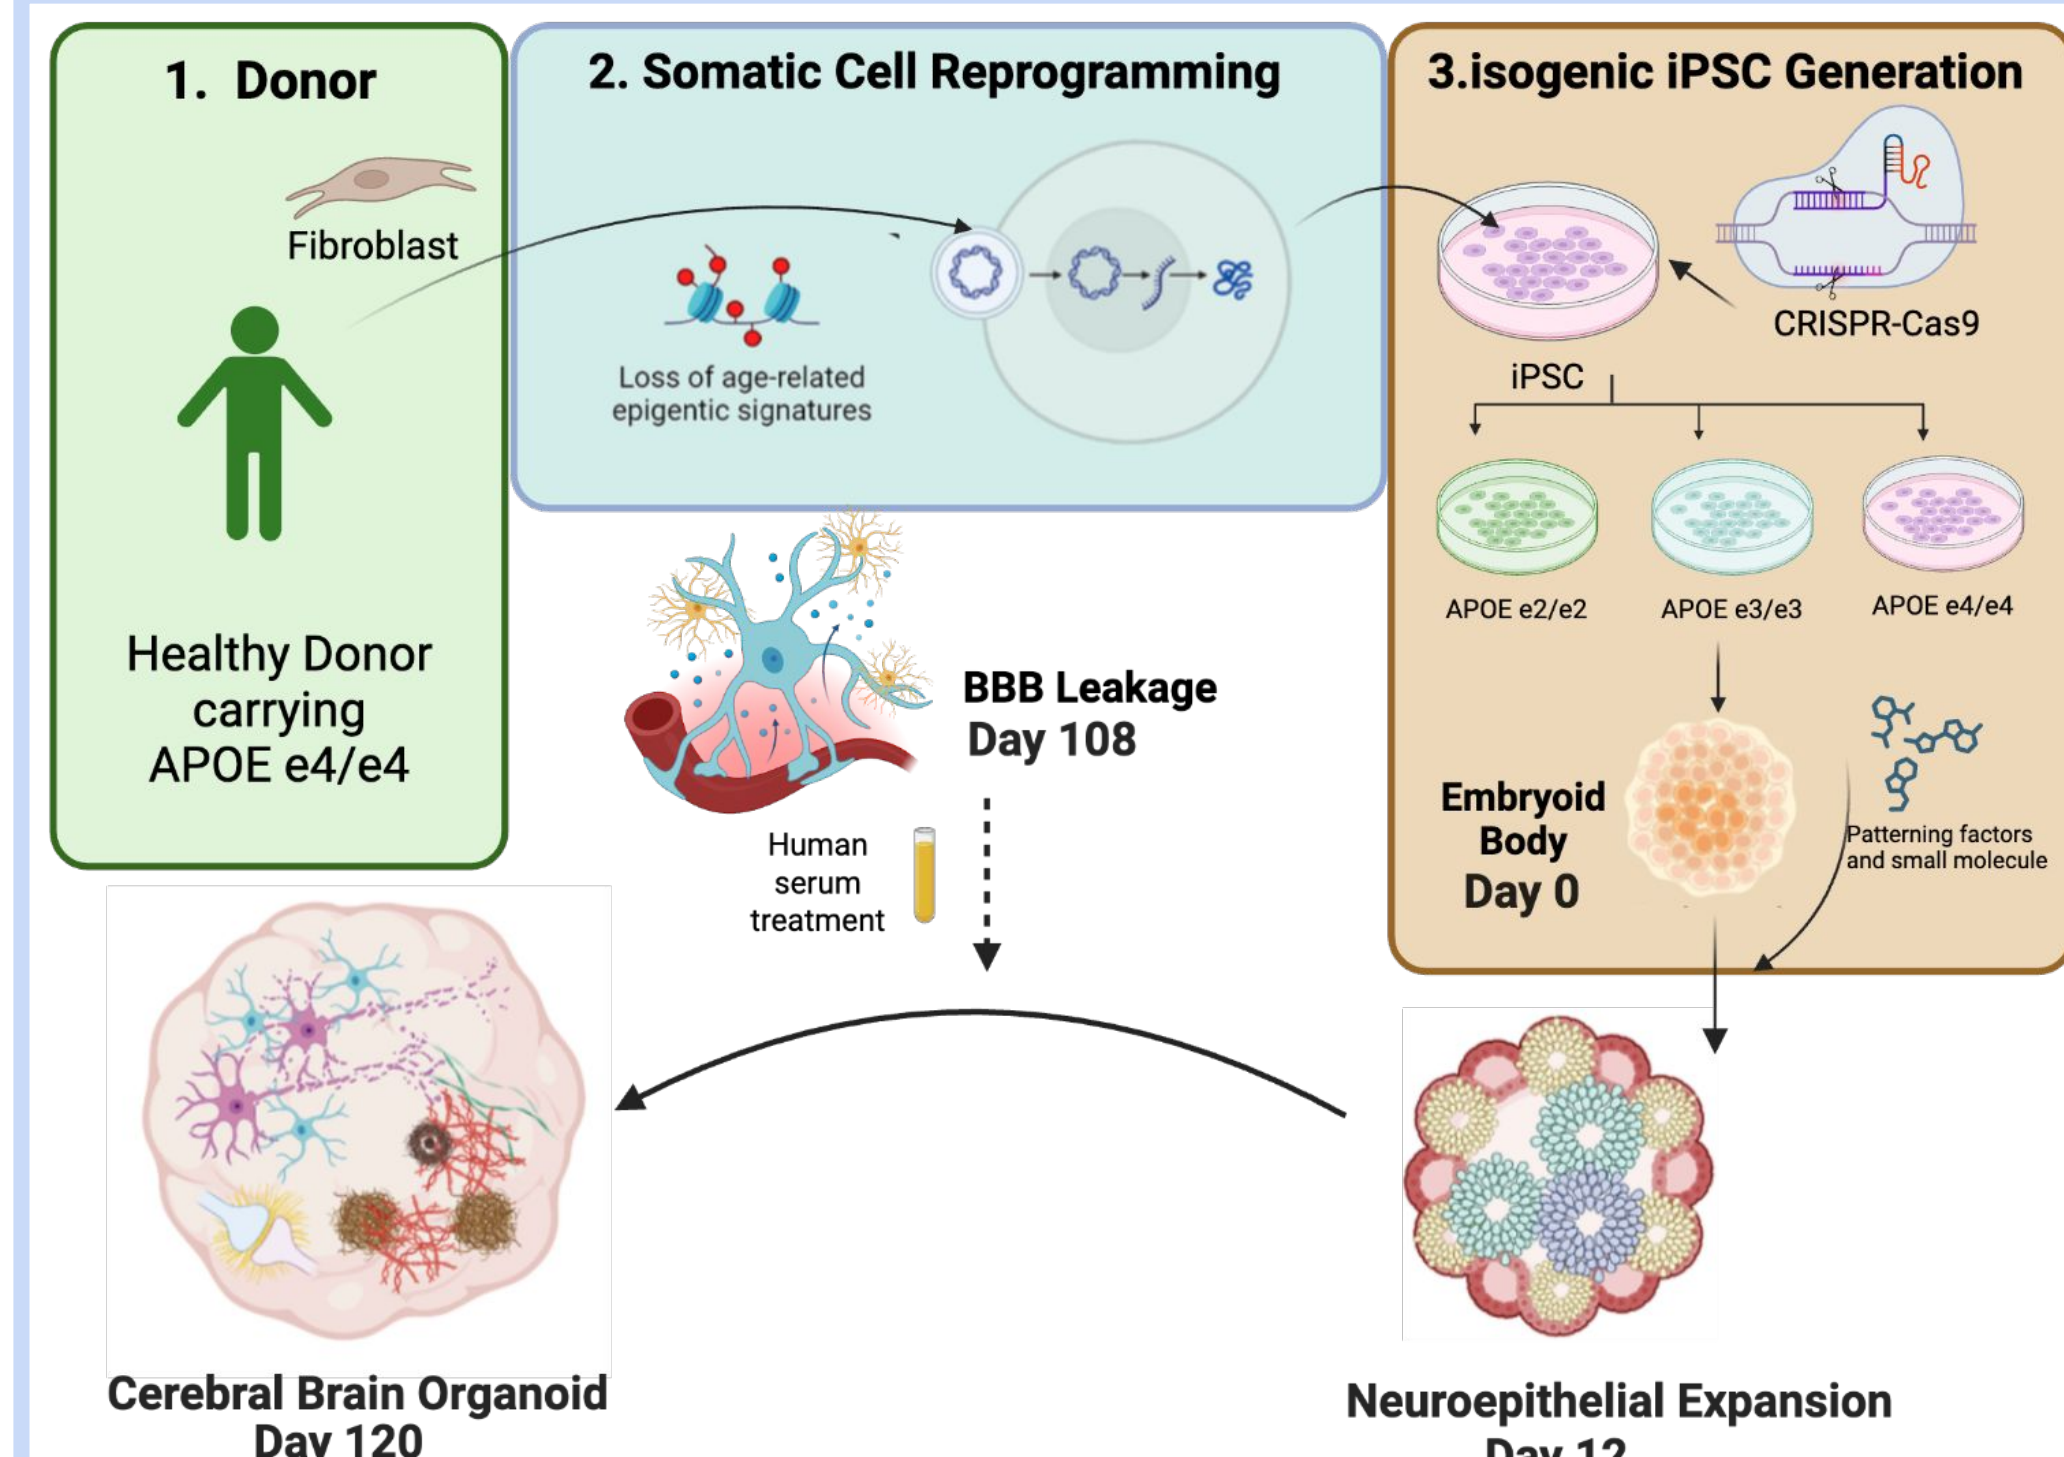 1. Donor
Fibroblast
Healthy Donor
carrying
APOE e4/e4
2. Somatic Cell Reprogramming
Loss of age-related
epigentic signatures
3.isogenic iPSC Generation
CRISPR-Cas9
iPSC
APOE e2/e2
APOE e3/e3
APOE e4/e4
Embryoid
Body
Day 0
Patterning factors
and small molecule
BBB Leakage
Day 108
Human
serum
treatment
Cerebral Brain Organoid
Day 120
Neuroepithelial Expansion
Day 12